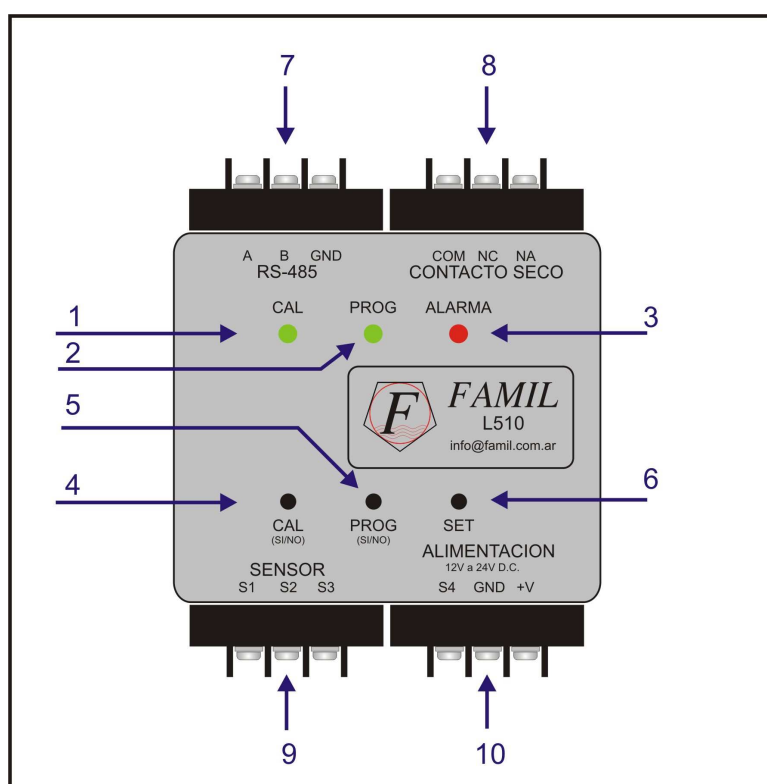 7 8
A B GND COM NC NA
RS-485 CONTACTO SECO
CAL PROG ALARMA
1 3
2
FAMIL
F
L510
5
info@famil.com.ar
4 6
CAL PROG SET
(SI/NO) (SI/NO)
ALIMENTACION
SENSOR 12V a 24V D.C.
S1 S2 S3 S4 GND +V
9 10